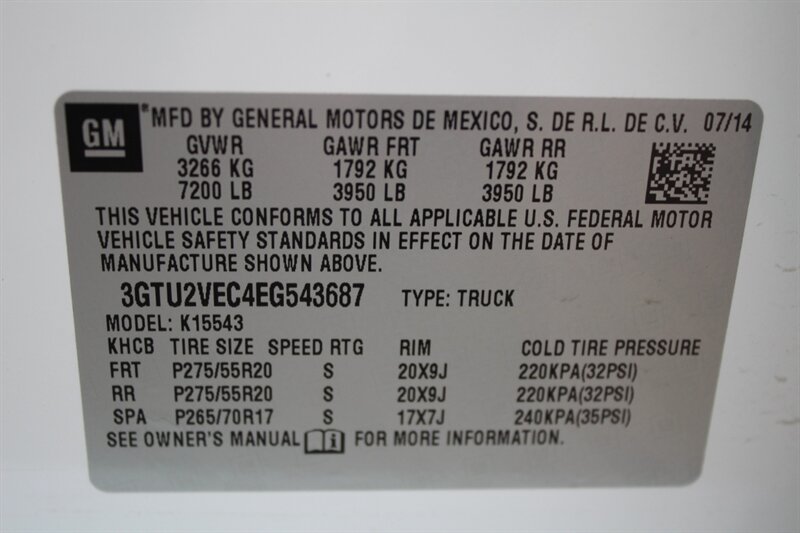 GM
® MFD BY GENERAL MOTORS DE MEXICO, S. DE R.L. DE C.V. 07/14
GVWR GAWR FRT GAWR RR
3266 KG 1792 KG 1792 KG
7200 LB 3950 LB 3950 LB
THIS VEHICLE CONFORMS TO ALL APPLICABLE U.S. FEDERAL MOTOR
VEHICLE SAFETY STANDARDS IN EFFECT ON THE DATE OF
MANUFACTURE SHOWN ABOVE.
3GTU2VEC4EG543687 TYPE: TRUCK
MODEL: K15543
KHCB TIRE SIZE SPEED RTG RIM COLD TIRE PRESSURE
FRT P275/55R20 S 20X9J 220KPA(32PSI)
RR P275/55R20 S 20X9J 220KPA(32PSI)
SPA P265/70R17 S 17X7J 240KPA(35PSI)
SEE OWNER'S MANUAL FOR MORE INFORMATION.